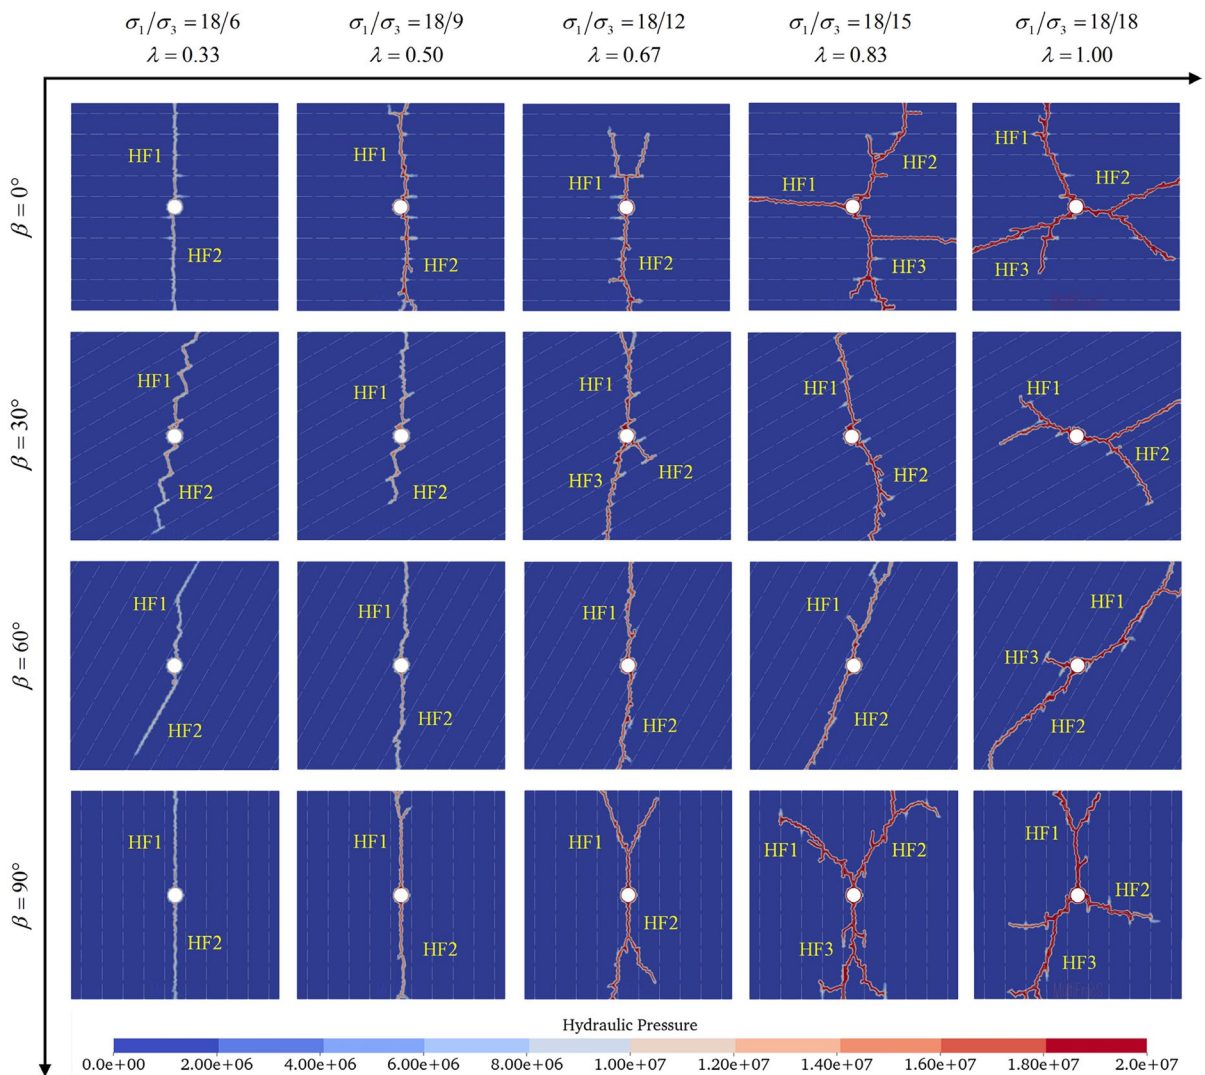 σ₁/σ₃ = 18/6 σ₁/σ₃ = 18/9 σ₁/σ₃ = 18/12 σ₁/σ₃ = 18/15 σ₁/σ₃ = 18/18
λ = 0.33 λ = 0.50 λ = 0.67 λ = 0.83 λ = 1.00
β = 0°
HF1
HF2
HF1
HF2
HF1
HF2
HF1
HF2
HF3
HF1
HF2
HF3
β = 30°
HF1
HF2
HF1
HF2
HF1
HF2
HF3
HF1
HF2
HF1
HF2
β = 60°
HF1
HF2
HF1
HF2
HF1
HF2
HF1
HF2
HF1
HF3
HF2
β = 90°
HF1
HF2
HF1
HF2
HF1
HF2
HF1
HF2
HF3
HF1
HF2
HF3
Hydraulic Pressure
0.0e+00 2.00e+06 4.00e+06 6.00e+06 8.00e+06 1.00e+07 1.20e+07 1.40e+07 1.60e+07 1.80e+07 2.0e+07